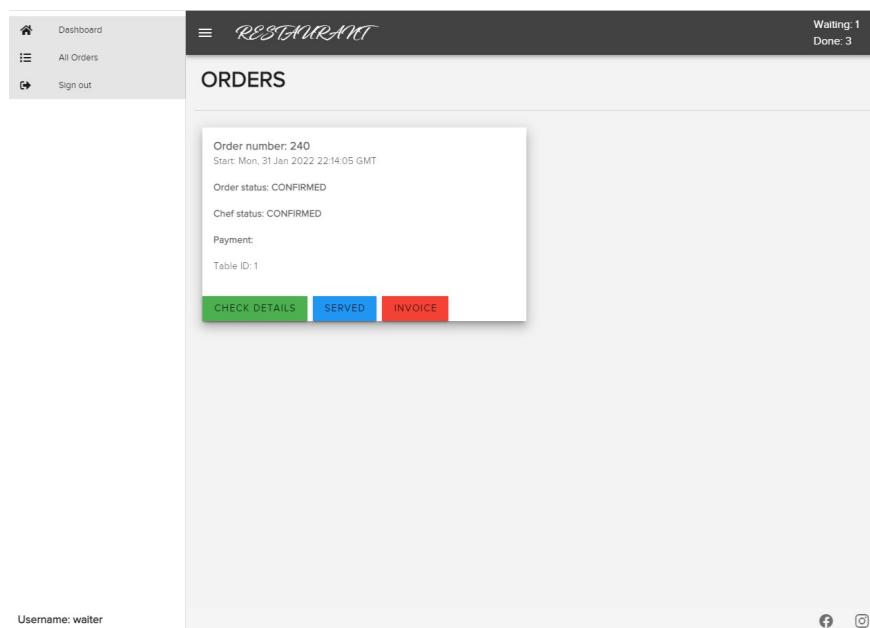 Dashboard
All Orders
Sign out
RESTAURANT
Waiting: 1
Done: 3
ORDERS
Order number: 240
Start: Mon, 31 Jan 2022 22:14:05 GMT
Order status: CONFIRMED
Chef status: CONFIRMED
Payment:
Table ID: 1
CHECK DETAILS
SERVED
INVOICE
Username: waiter